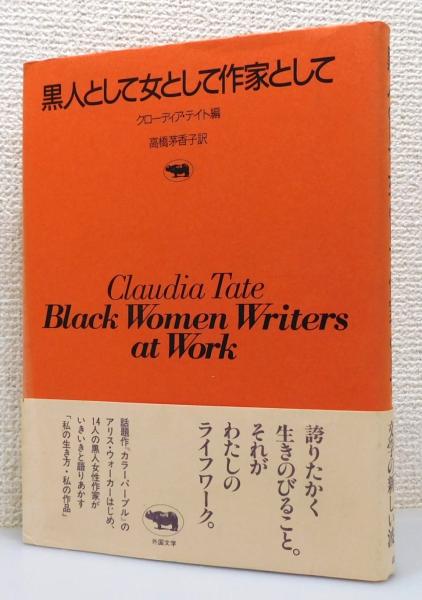 黒人として女として作家として
クローディア・テイト編
高橋茅香子訳
Claudia Tate
Black Women Writers
at Work
誇りたかく
生きのびること。
それが
わたしの
ライフワーク。
話題作『カラーパープル』の
アリス・ウォーカーはじめ、
14人の黒人女性作家が
いきいきと語りあかす
「私の生き方・私の作品」
外国文学